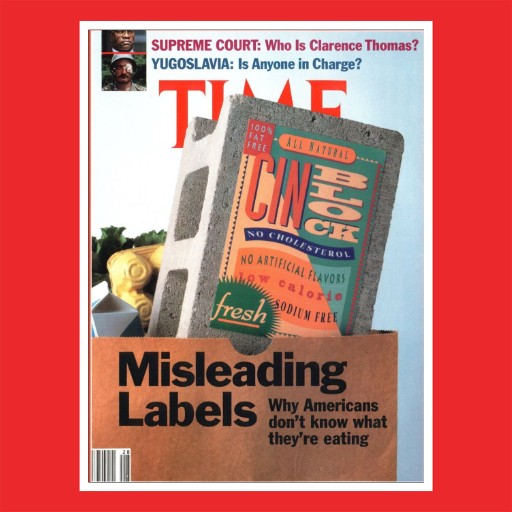 SUPREME COURT: Who Is Clarence Thomas?
YUGOSLAVIA: Is Anyone in Charge?
TIME
100%
FAT
FREE
ALL NATURAL
CIN
BLOCK
NO CHOLESTEROL
NO ARTIFICIAL FLAVORS
low calorie
SODIUM FREE
fresh
Misleading
Labels
Why Americans
don't know what
they're eating
28